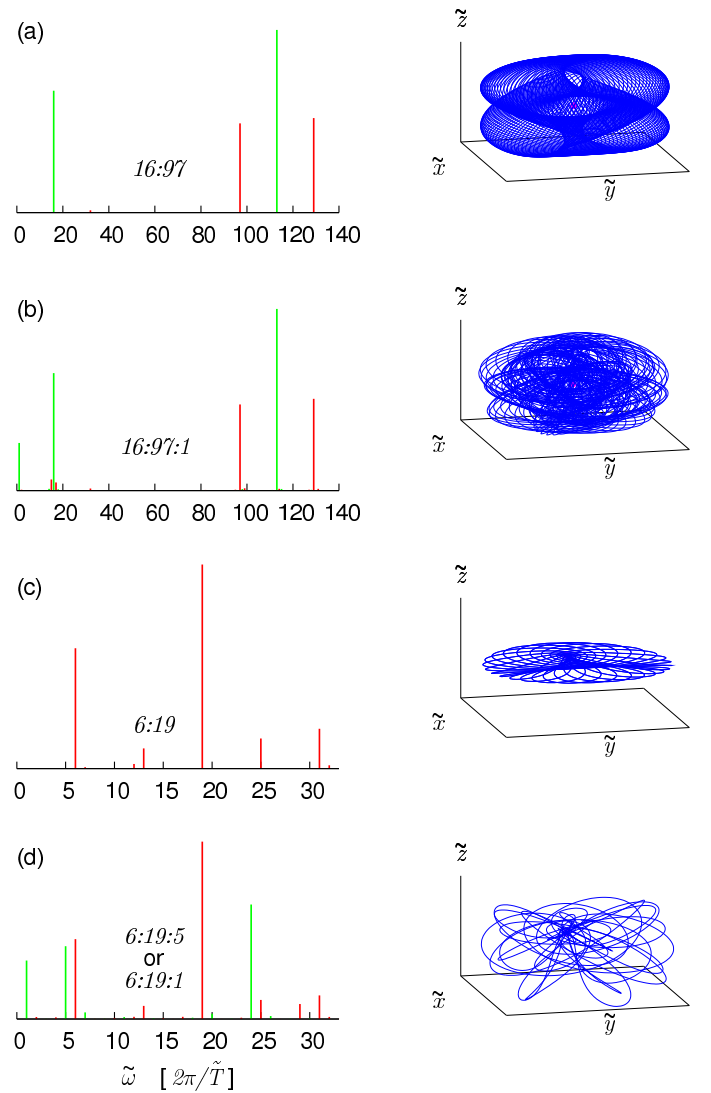 (a)
z̃
16:97
x̃
ỹ
0 20 40 60 80 100 120 140
(b)
z̃
16:97:1
x̃
ỹ
0 20 40 60 80 100 120 140
(c)
z̃
6:19
x̃
ỹ
0 5 10 15 20 25 30
(d)
z̃
6:19:5
or
6:19:1
x̃
ỹ
0 5 10 15 20 25 30
ω̃ [ 2π/T̃ ]